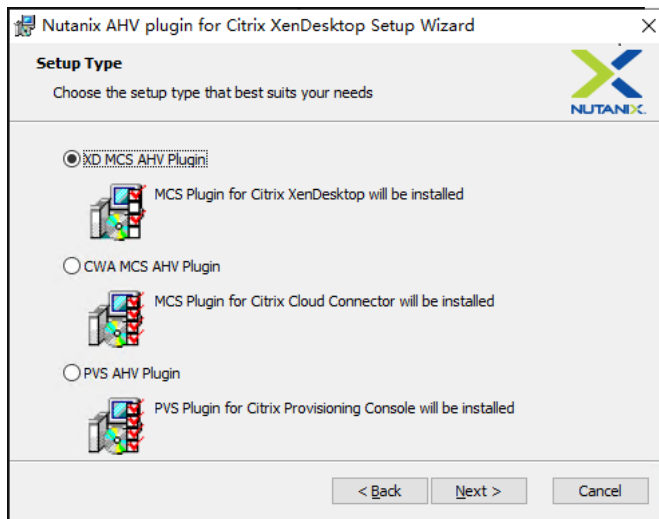 Nutanix AHV plugin for Citrix XenDesktop Setup Wizard
Setup Type
Choose the setup type that best suits your needs
NUTANIX.
XD MCS AHV Plugin
MCS Plugin for Citrix XenDesktop will be installed
CWA MCS AHV Plugin
MCS Plugin for Citrix Cloud Connector will be installed
PVS AHV Plugin
PVS Plugin for Citrix Provisioning Console will be installed
< Back Next > Cancel